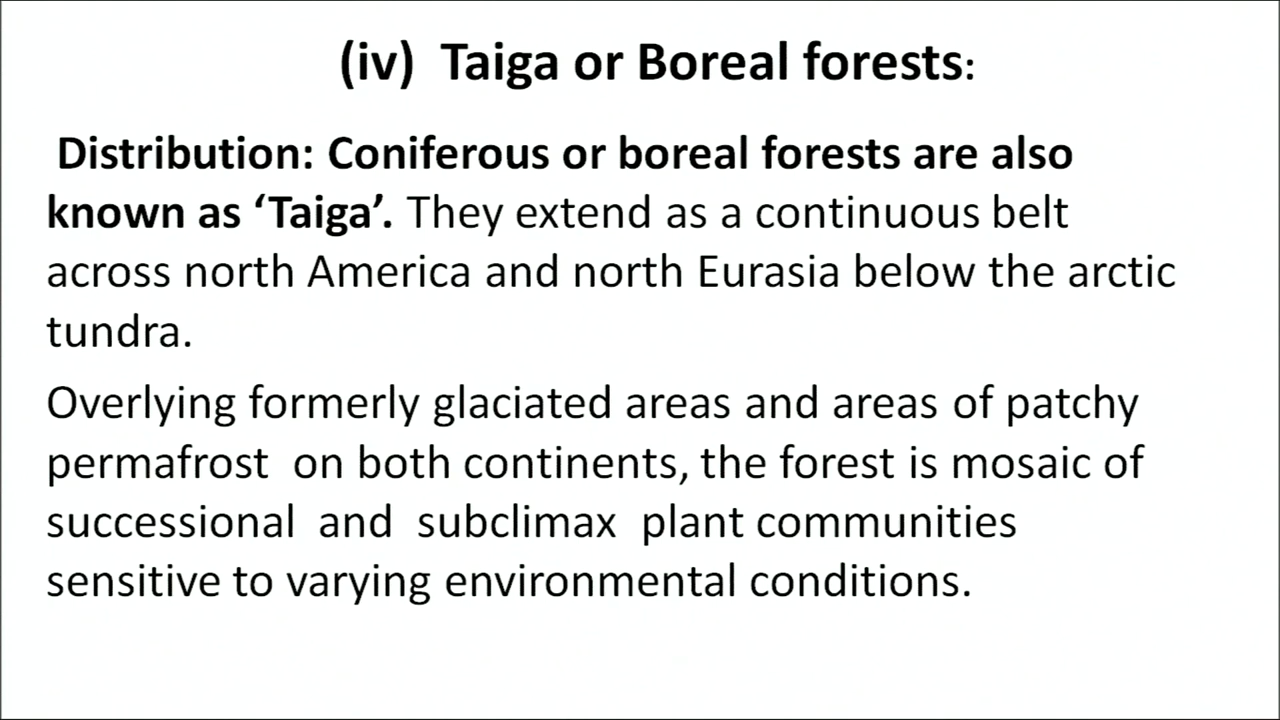 (iv) Taiga or Boreal forests:
Distribution: Coniferous or boreal forests are also
known as ‘Taiga’. They extend as a continuous belt
across north America and north Eurasia below the arctic
tundra.
Overlying formerly glaciated areas and areas of patchy
permafrost on both continents, the forest is mosaic of
successional and subclimax plant communities
sensitive to varying environmental conditions.